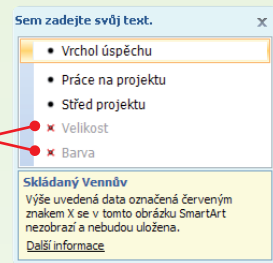 Sem zadejte svůj text.
Vrchol úspěchu
Práce na projektu
Střed projektu
Velikost
Barva
Skládaný Vennův
Výše uvedená data označená červeným
znakem X se v tomto obrázku SmartArt
nezobrazí a nebudou uložena.
Další informace